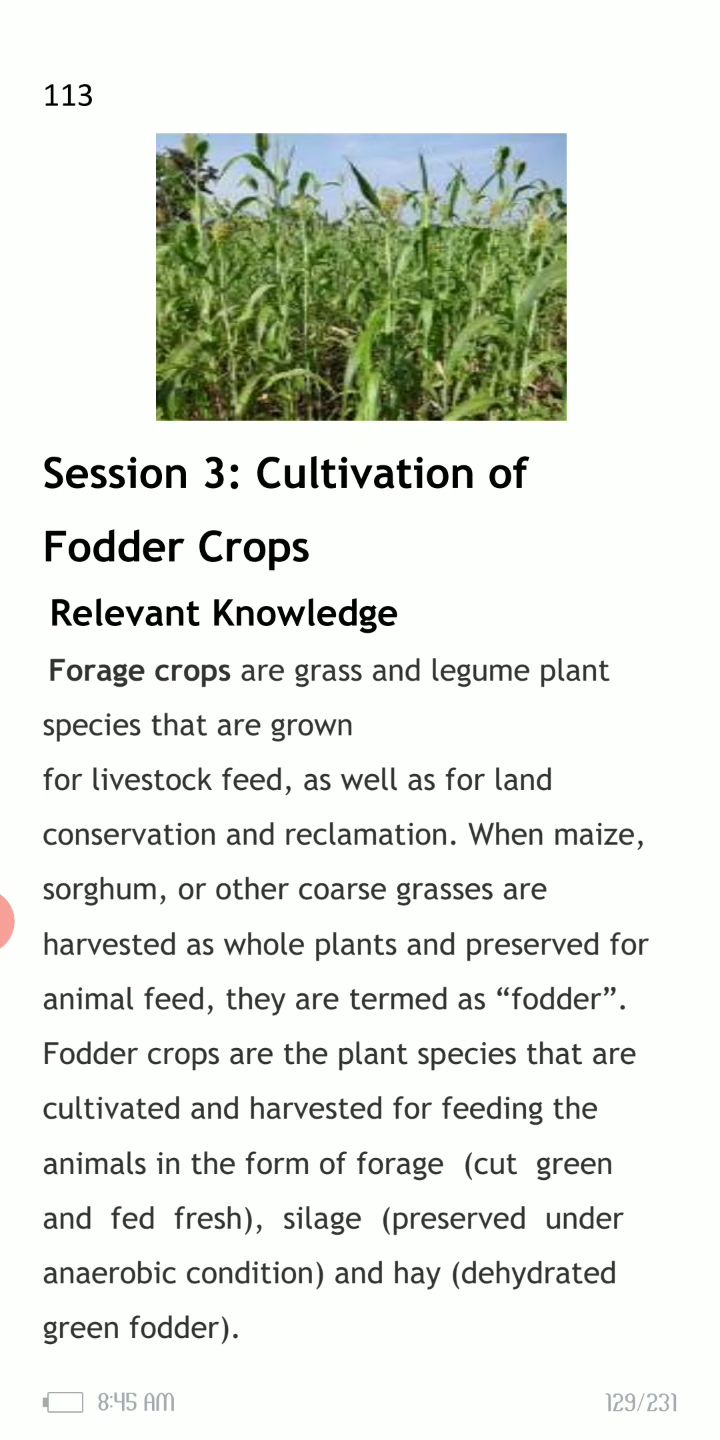 113
Session 3: Cultivation of
Fodder Crops
Relevant Knowledge
Forage crops are grass and legume plant
species that are grown
for livestock feed, as well as for land
conservation and reclamation. When maize,
sorghum, or other coarse grasses are
harvested as whole plants and preserved for
animal feed, they are termed as “fodder”.
Fodder crops are the plant species that are
cultivated and harvested for feeding the
animals in the form of forage (cut green
and fed fresh), silage (preserved under
anaerobic condition) and hay (dehydrated
green fodder).
8:45 AM
129/231